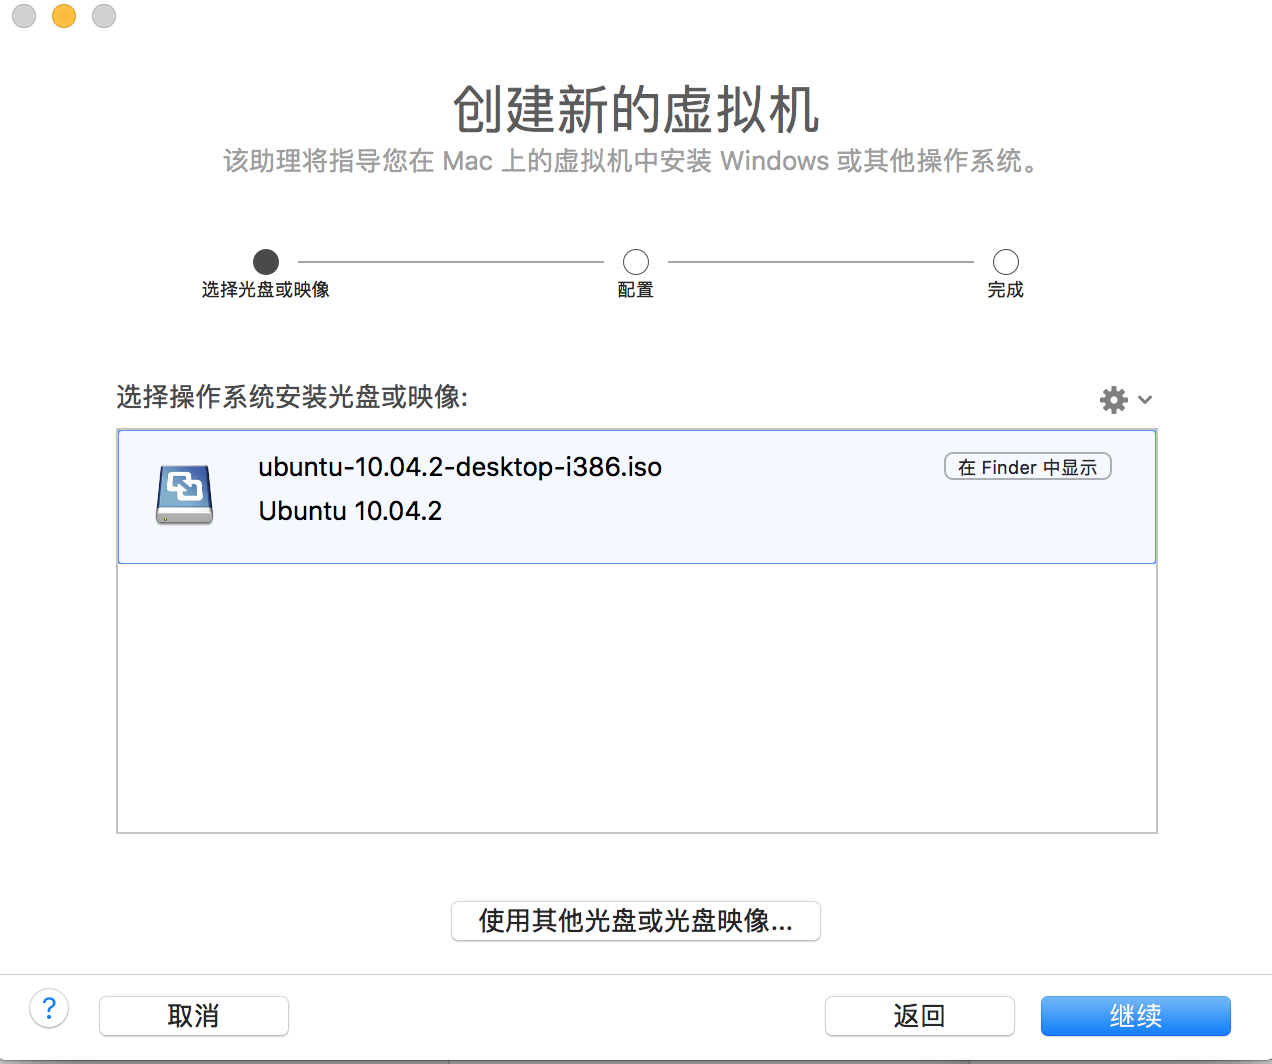 创建新的虚拟机
该助理将指导您在 Mac 上的虚拟机中安装 Windows 或其他操作系统。
选择光盘或映像
配置
完成
选择操作系统安装光盘或映像:
ubuntu-10.04.2-desktop-i386.iso
在 Finder 中显示
Ubuntu 10.04.2
使用其他光盘或光盘映像...
?
取消
返回
继续